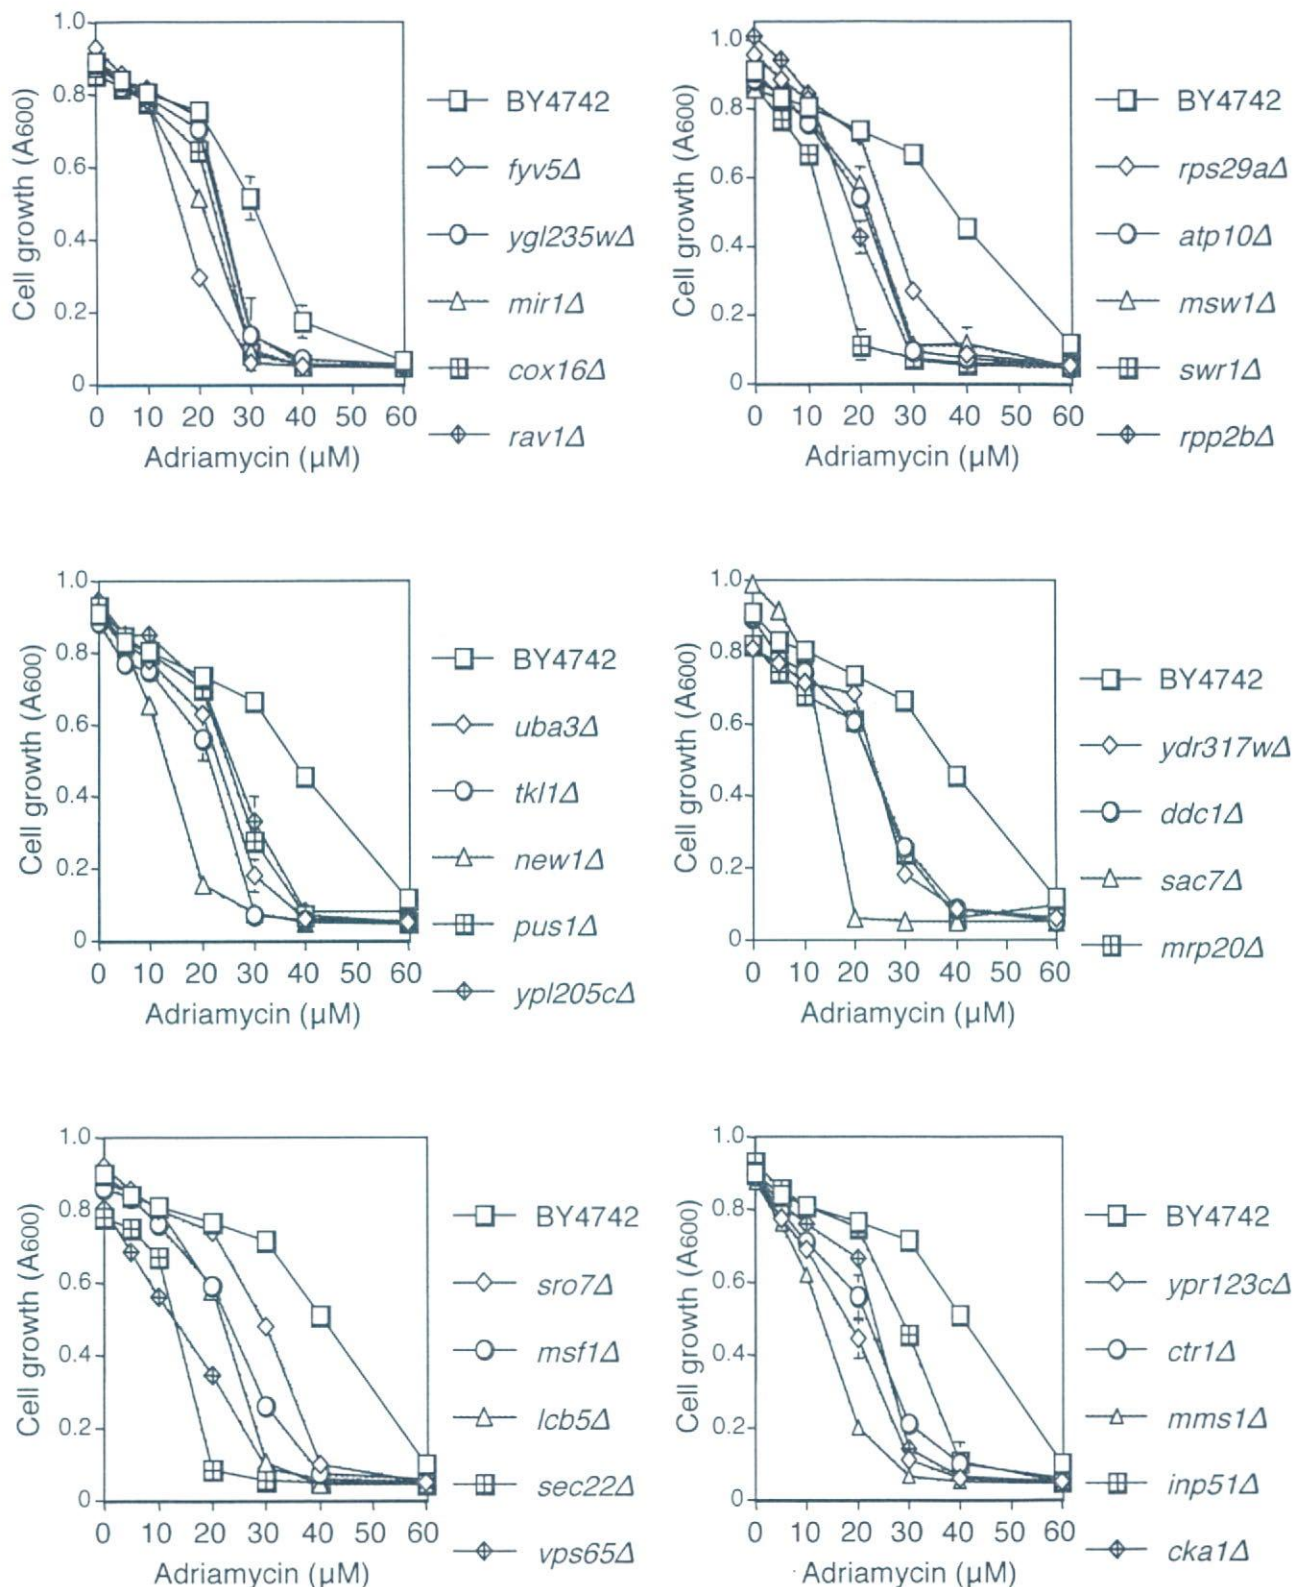 1.0
0.8
0.6
0.4
0.2
0
Cell growth (A600)
0 10 20 30 40 50 60
Adriamycin (µM)
BY4742
fyv5Δ
ygl235wΔ
mir1Δ
cox16Δ
rav1Δ
1.0
0.8
0.6
0.4
0.2
0
Cell growth (A600)
0 10 20 30 40 50 60
Adriamycin (µM)
BY4742
rps29aΔ
atp10Δ
msw1Δ
swr1Δ
rpp2bΔ
1.0
0.8
0.6
0.4
0.2
0
Cell growth (A600)
0 10 20 30 40 50 60
Adriamycin (µM)
BY4742
uba3Δ
tkl1Δ
new1Δ
pus1Δ
ypl205cΔ
1.0
0.8
0.6
0.4
0.2
0
Cell growth (A600)
0 10 20 30 40 50 60
Adriamycin (µM)
BY4742
ydr317wΔ
ddc1Δ
sac7Δ
mrp20Δ
1.0
0.8
0.6
0.4
0.2
0
Cell growth (A600)
0 10 20 30 40 50 60
Adriamycin (µM)
BY4742
sro7Δ
msf1Δ
lcb5Δ
sec22Δ
vps65Δ
1.0
0.8
0.6
0.4
0.2
0
Cell growth (A600)
0 10 20 30 40 50 60
Adriamycin (µM)
BY4742
ypr123cΔ
ctr1Δ
mms1Δ
inp51Δ
cka1Δ